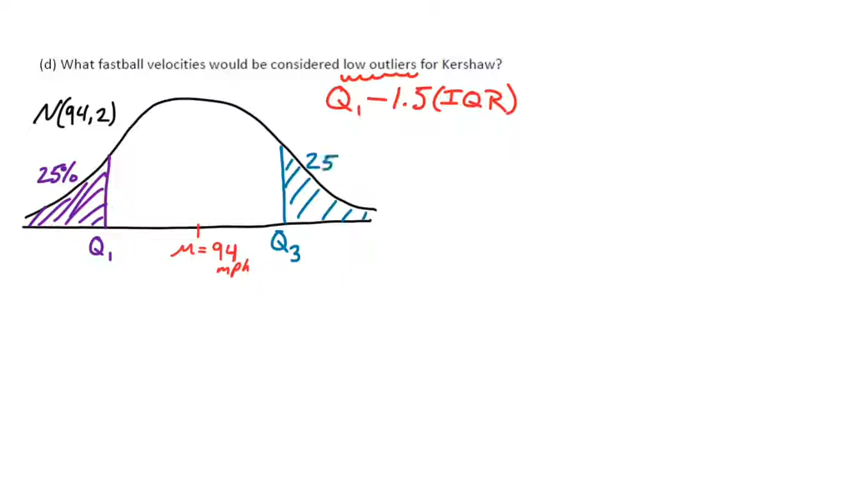 (d) What fastball velocities would be considered low outliers for Kershaw?
Q₁ - 1.5(IQR)
N(94,2)
25%
25
Q₁
μ = 94
mph
Q₃